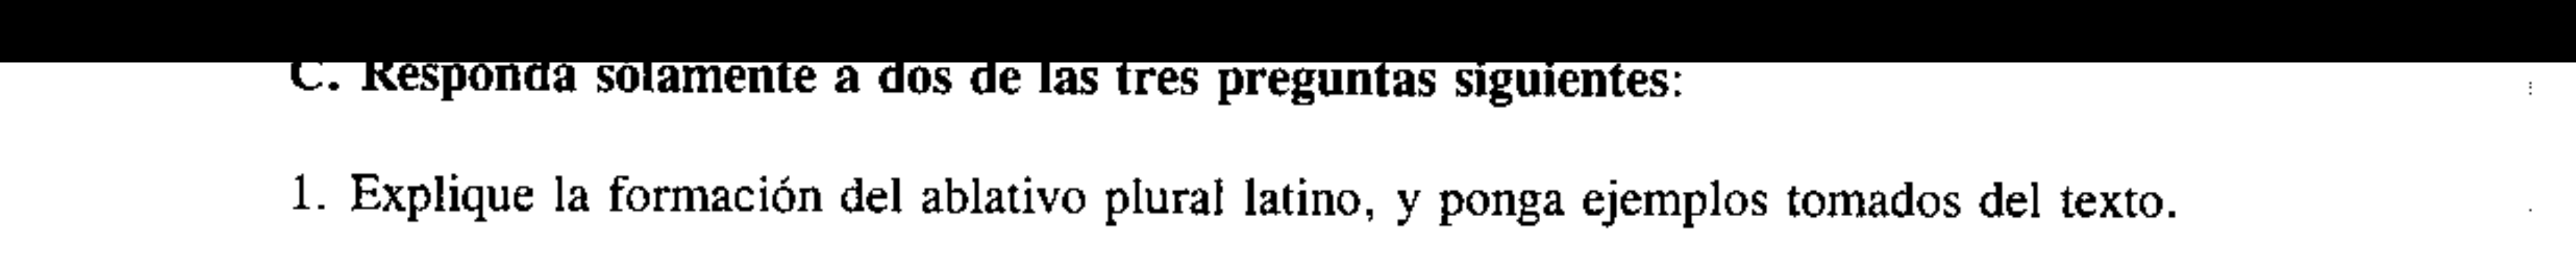 C. Responda solamente a dos de las tres preguntas siguientes:
1. Explique la formación del ablativo plural latino, y ponga ejemplos tomados del texto.